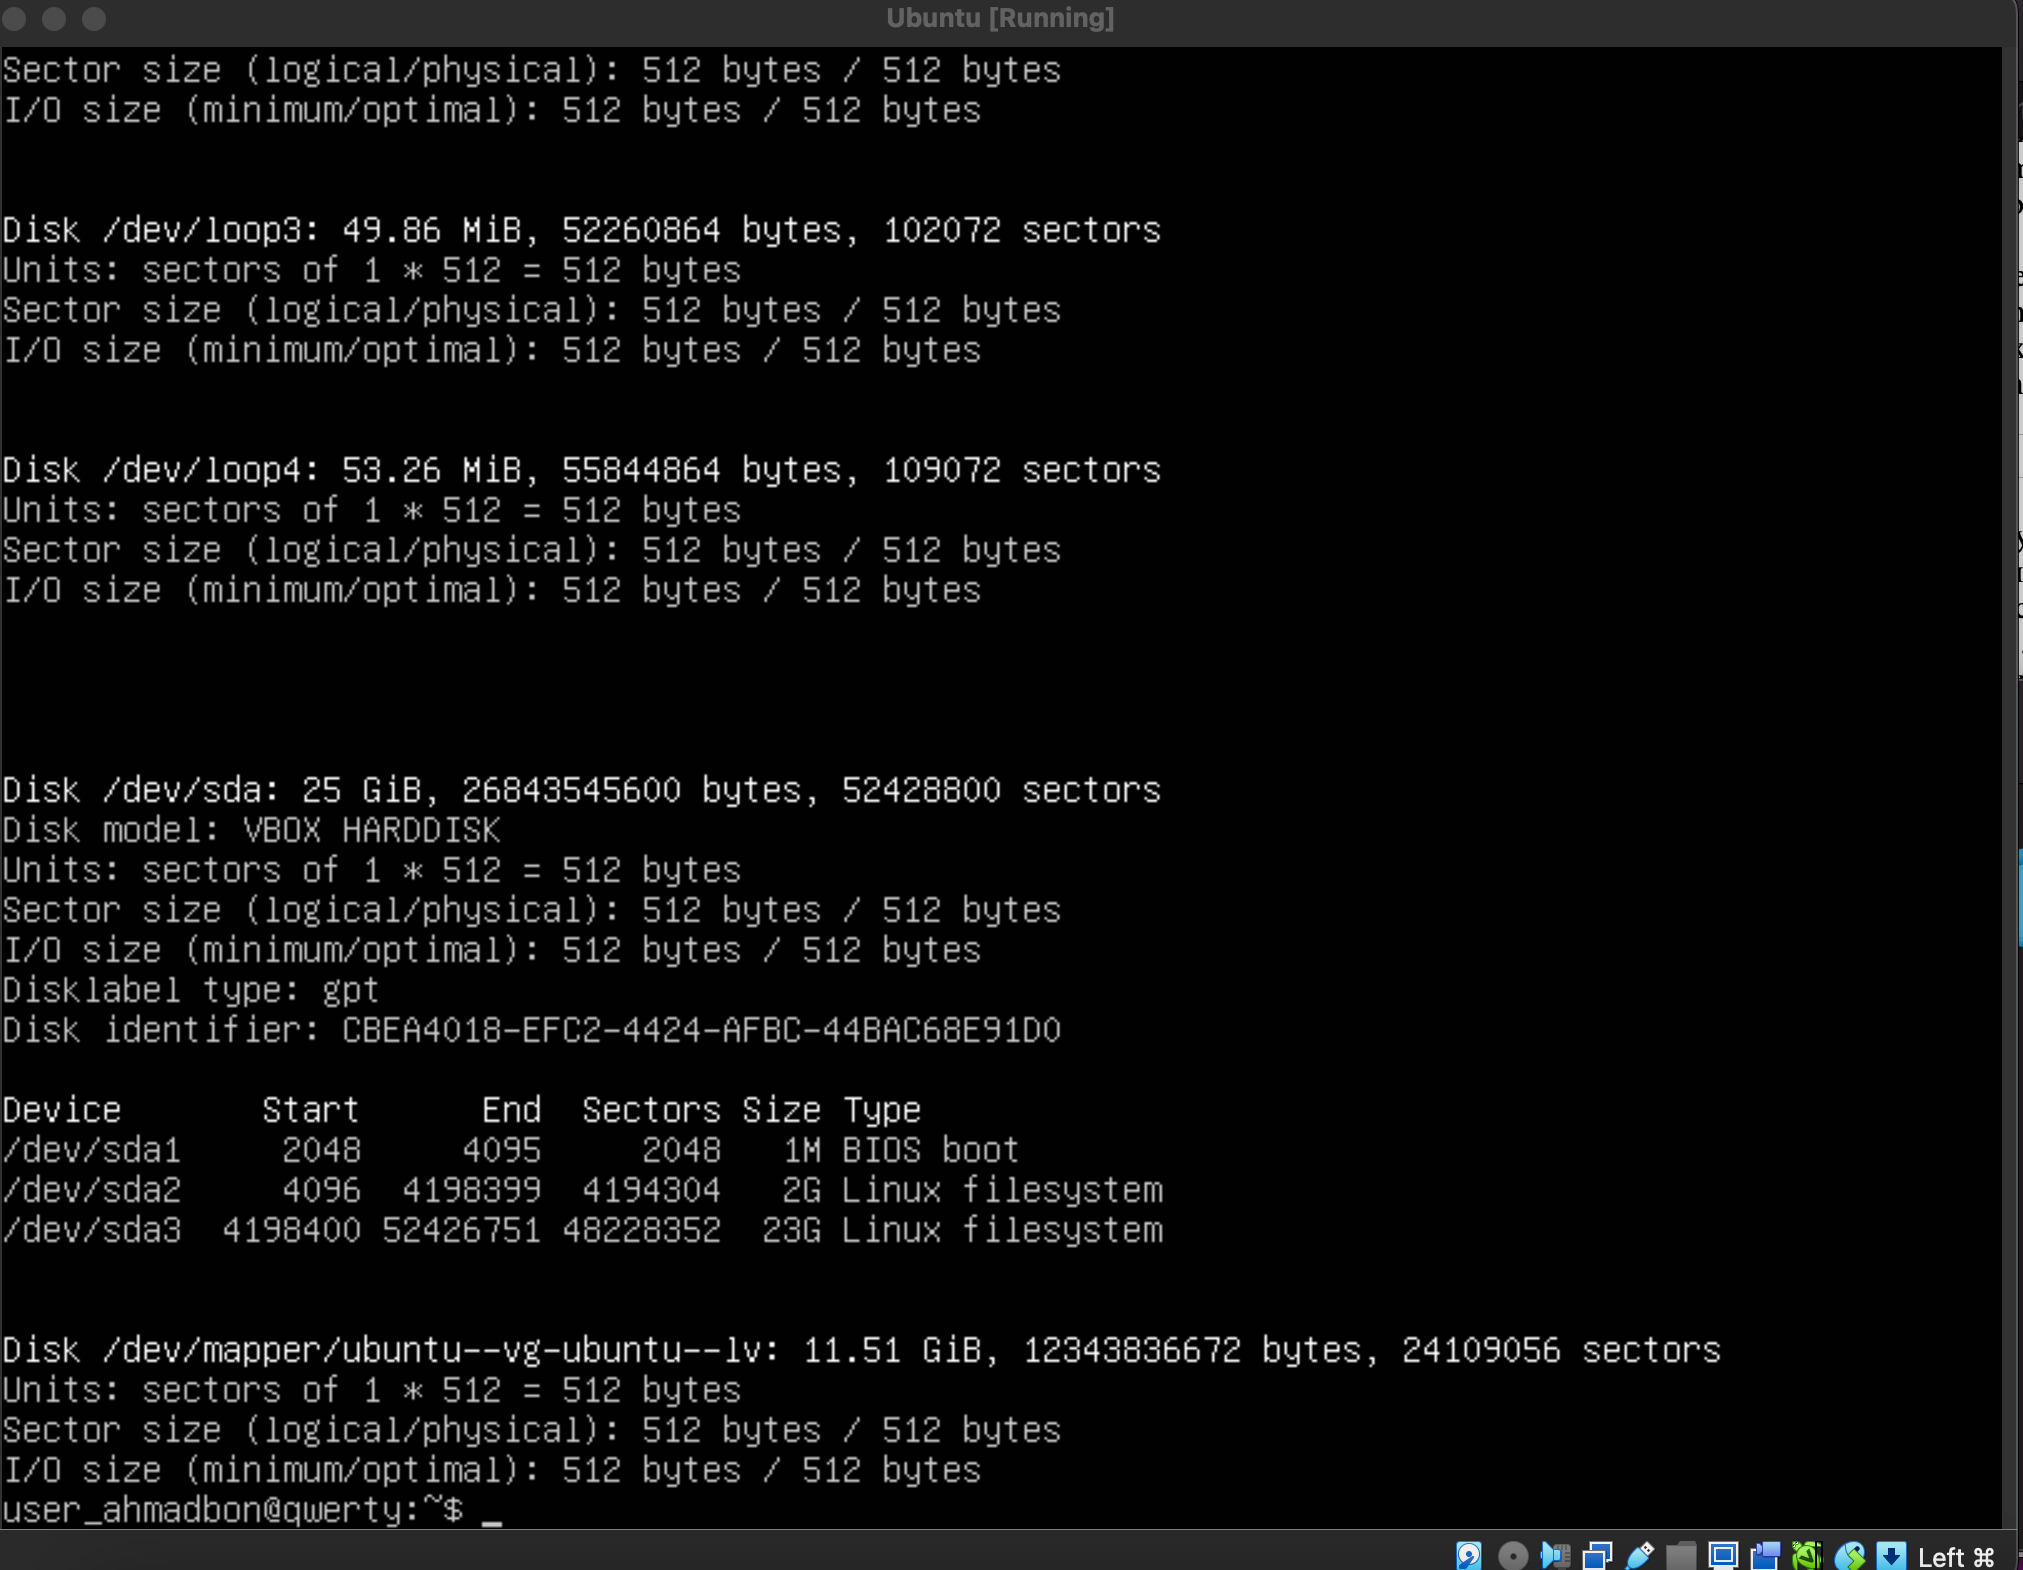 Ubuntu [Running]
Sector size (logical/physical): 512 bytes / 512 bytes
I/O size (minimum/optimal): 512 bytes / 512 bytes
Disk /dev/loop3: 49.86 MiB, 52260864 bytes, 102072 sectors
Units: sectors of 1 * 512 = 512 bytes
Sector size (logical/physical): 512 bytes / 512 bytes
I/O size (minimum/optimal): 512 bytes / 512 bytes
Disk /dev/loop4: 53.26 MiB, 55844864 bytes, 109072 sectors
Units: sectors of 1 * 512 = 512 bytes
Sector size (logical/physical): 512 bytes / 512 bytes
I/O size (minimum/optimal): 512 bytes / 512 bytes
Disk /dev/sda: 25 GiB, 26843545600 bytes, 52428800 sectors
Disk model: VBOX HARDDISK
Units: sectors of 1 * 512 = 512 bytes
Sector size (logical/physical): 512 bytes / 512 bytes
I/O size (minimum/optimal): 512 bytes / 512 bytes
Disklabel type: gpt
Disk identifier: CBEA4018-EFC2-4424-AFBC-44BAC68E91D0
Device Start End Sectors Size Type
/dev/sda1 2048 4095 2048 1M BIOS boot
/dev/sda2 4096 4198399 4194304 2G Linux filesystem
/dev/sda3 4198400 52426751 48228352 23G Linux filesystem
Disk /dev/mapper/ubuntu--vg-ubuntu--lv: 11.51 GiB, 12343836672 bytes, 24109056 sectors
Units: sectors of 1 * 512 = 512 bytes
Sector size (logical/physical): 512 bytes / 512 bytes
I/O size (minimum/optimal): 512 bytes / 512 bytes
user_ahmadbon@qwerty:~$ _
Left ⌘